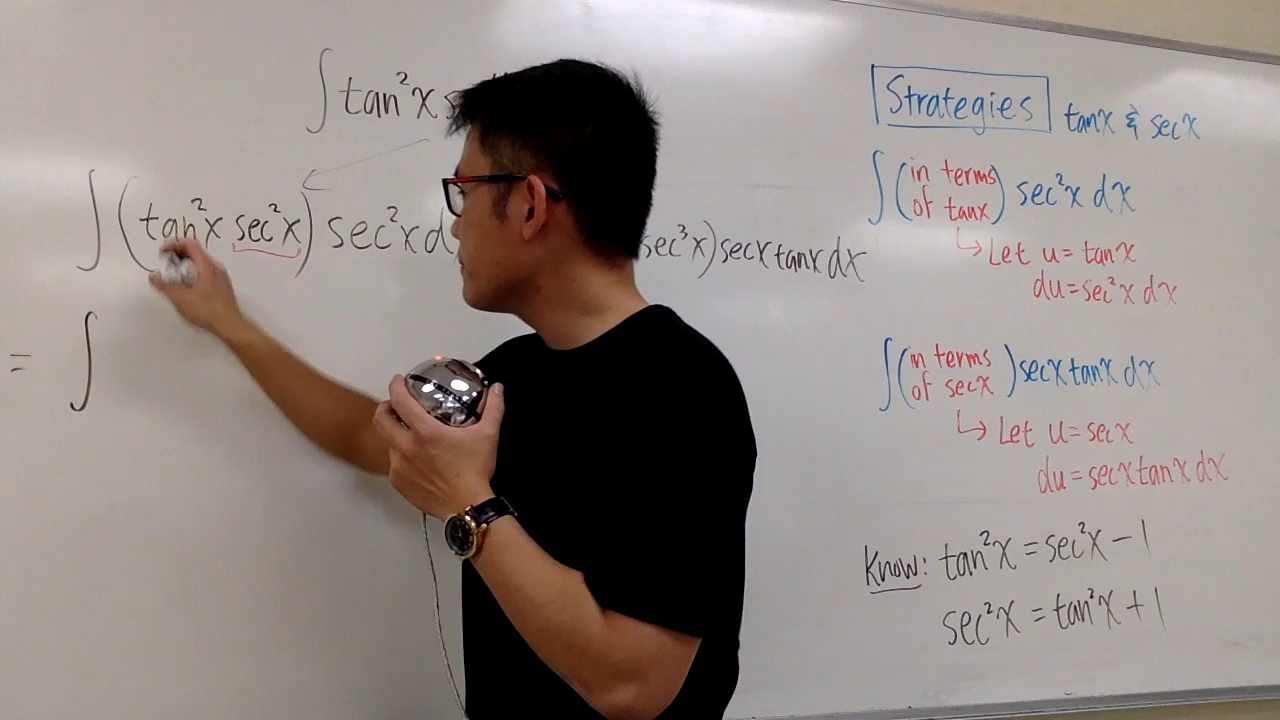 ∫ tan²x s
∫ (tan²x sec²x) sec²x d
sec³x) secx tanx dx
= ∫
Strategies tanx & secx
∫ (in terms of tanx) sec²x dx
↳ Let u = tanx
du = sec²x dx
∫ (in terms of secx) secx tanx dx
↳ Let u = secx
du = secx tanx dx
Know: tan²x = sec²x − 1
sec²x = tan²x + 1